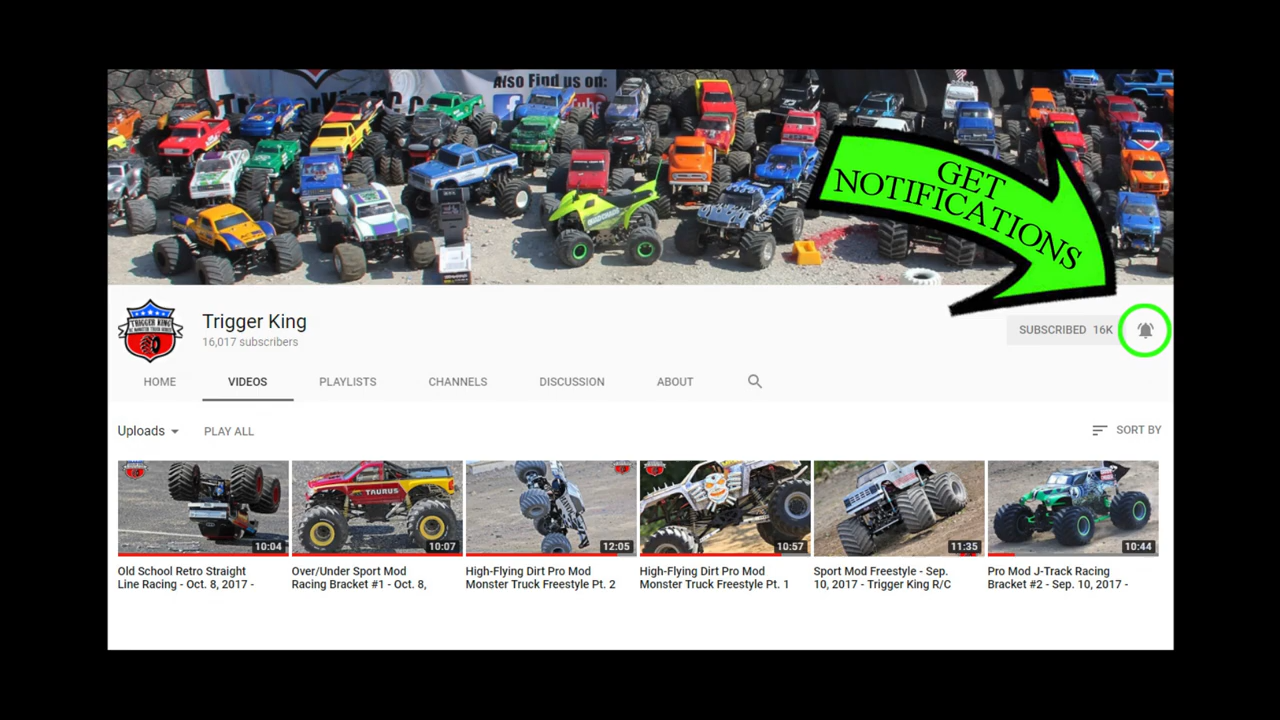 Also Find us on:
GET
NOTIFICATIONS
TRIGGER KING
Trigger King
16,017 subscribers
SUBSCRIBED 16K
HOME
VIDEOS
PLAYLISTS
CHANNELS
DISCUSSION
ABOUT
Uploads
PLAY ALL
SORT BY
TAURUS
10:04
10:07
12:05
10:57
11:35
10:44
Old School Retro Straight
Line Racing - Oct. 8, 2017 -
Over/Under Sport Mod
Racing Bracket #1 - Oct. 8,
High-Flying Dirt Pro Mod
Monster Truck Freestyle Pt. 2
High-Flying Dirt Pro Mod
Monster Truck Freestyle Pt. 1
Sport Mod Freestyle - Sep.
10, 2017 - Trigger King R/C
Pro Mod J-Track Racing
Bracket #2 - Sep. 10, 2017 -